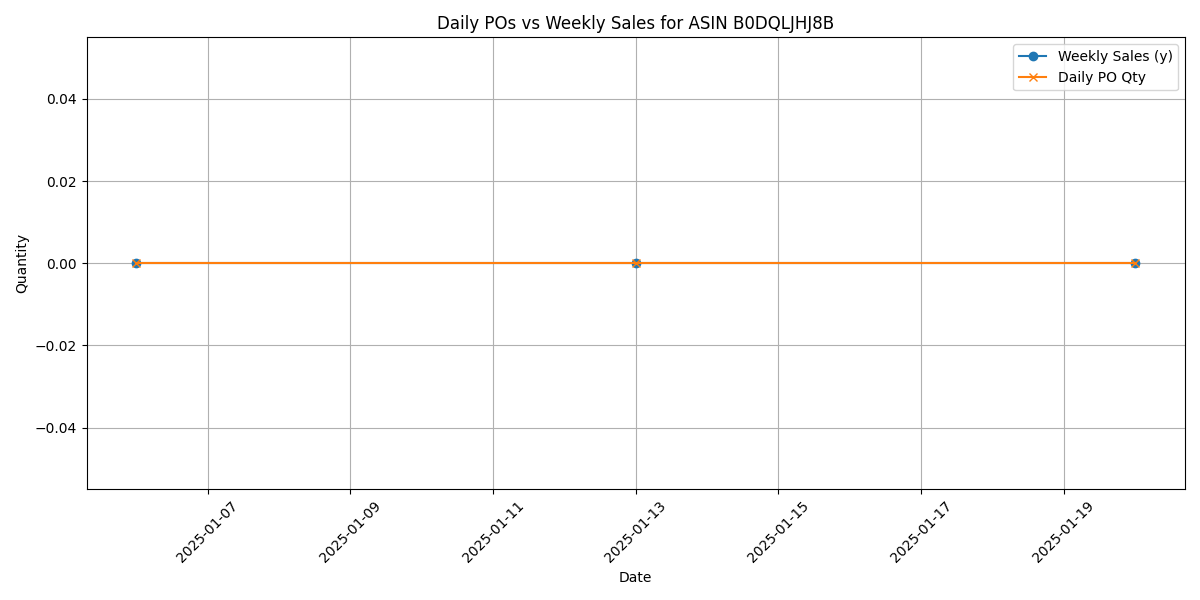 Daily POs vs Weekly Sales for ASIN B0DQLJHJ8B
Weekly Sales (y)
Daily PO Qty
0.04
0.02
0.00
−0.02
−0.04
Quantity
2025-01-07
2025-01-09
2025-01-11
2025-01-13
2025-01-15
2025-01-17
2025-01-19
Date